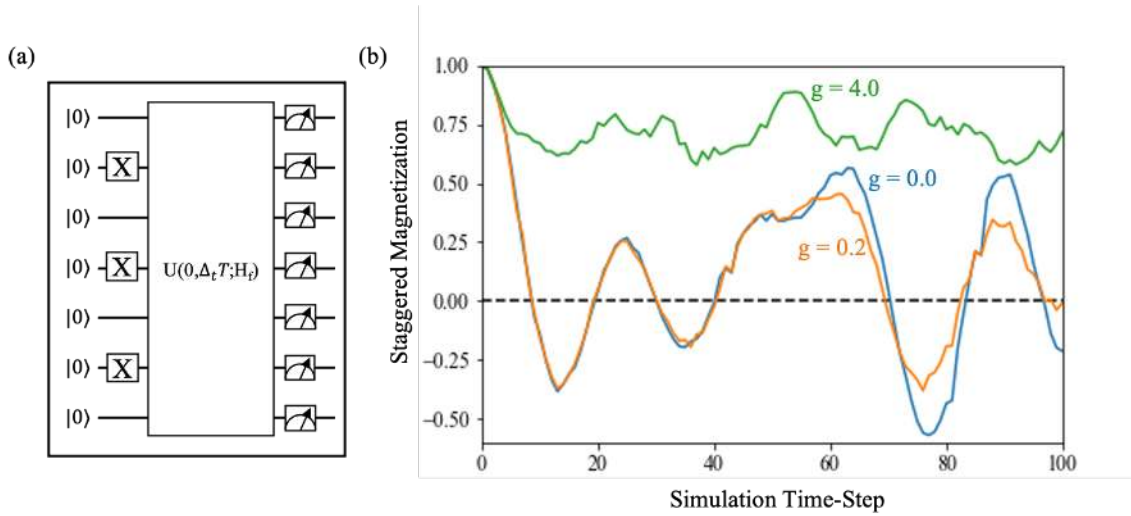 (a)
|0⟩
|0⟩ X
|0⟩
|0⟩ X
|0⟩
|0⟩ X
|0⟩
U(0,Δ_tT;H_f)
(b)
Staggered Magnetization
1.00
0.75
0.50
0.25
0.00
−0.25
−0.50
g = 4.0
g = 0.0
g = 0.2
0 20 40 60 80 100
Simulation Time-Step